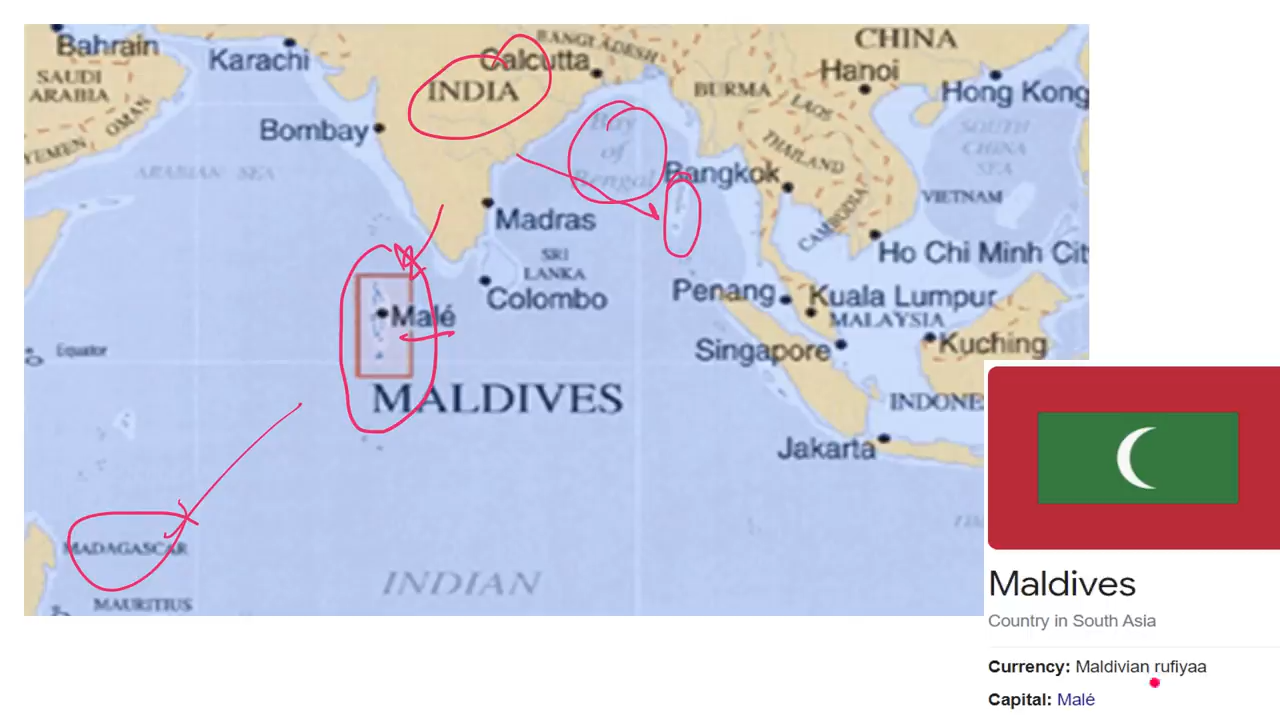 BANGLADESH
CHINA
Bahrain
Karachi
Calcutta
SAUDI
ARABIA
INDIA
BURMA
Hanoi
LAOS
Hong Kong
OMAN
Bombay
Bay
of
Bengal
SOUTH
CHINA
SEA
YEMEN
ARABIAN SEA
THAILAND
Bangkok
VIETNAM
CAMBODIA
Madras
SRI
LANKA
Ho Chi Minh Cit
Colombo
Penang
Kuala Lumpur
Malé
MALAYSIA
Equator
Singapore
Kuching
MALDIVES
INDONE
Jakarta
MADAGASCAR
INDIAN
MAURITIUS
Maldives
Country in South Asia
Currency: Maldivian rufiyaa
Capital: Malé